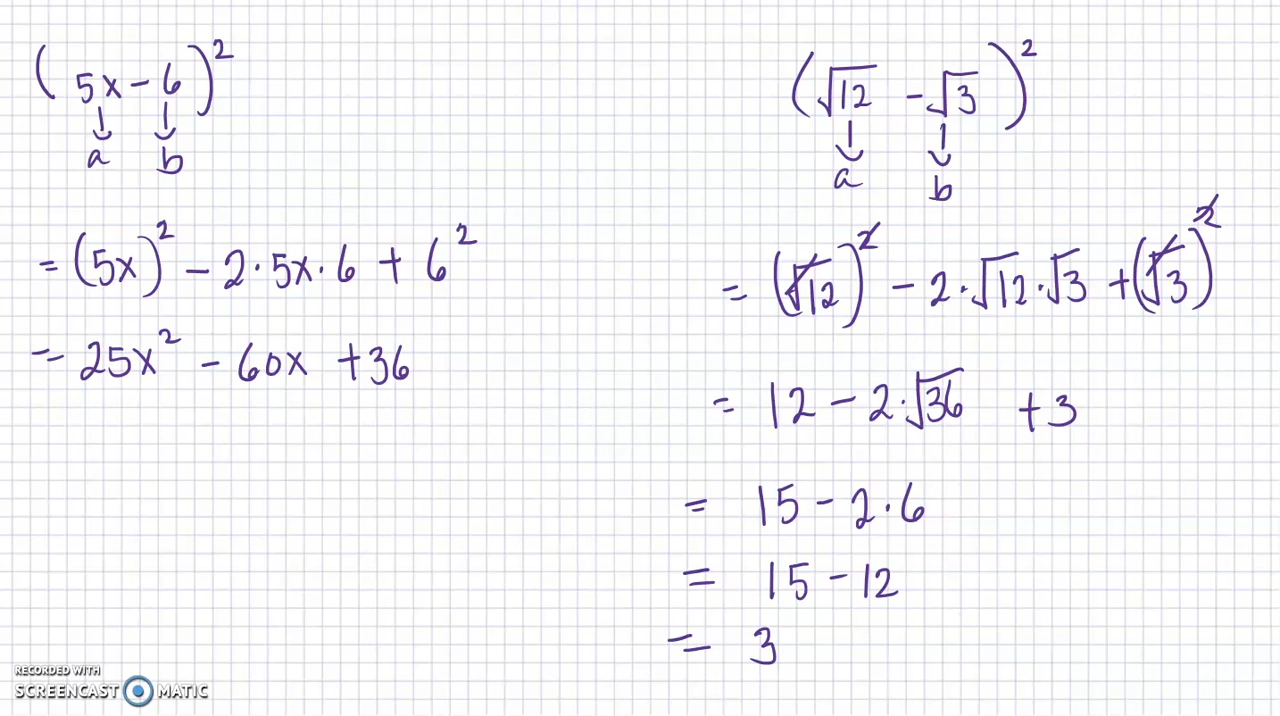 (5x - 6)²
a b
= (5x)² - 2·5x·6 + 6²
= 25x² - 60x + 36
(√12 - √3)²
a b
= (√12)² - 2·√12·√3 + (√3)²
= 12 - 2·√36 + 3
= 15 - 2·6
= 15 - 12
= 3
RECORDED WITH
SCREENCAST MATIC